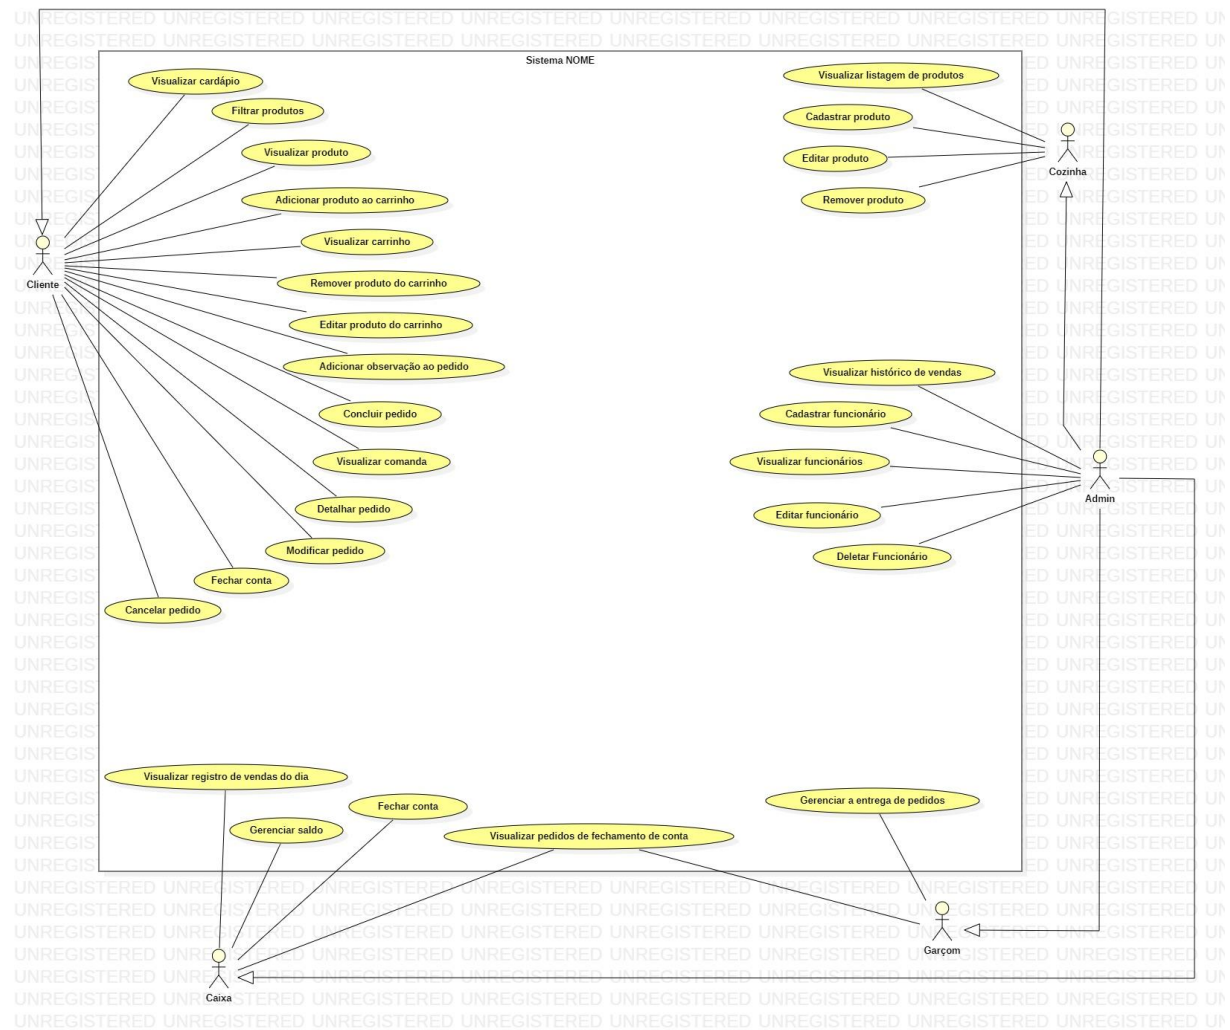 Sistema NOME
Visualizar cardápio
Filtrar produtos
Visualizar produto
Adicionar produto ao carrinho
Visualizar carrinho
Remover produto do carrinho
Editar produto do carrinho
Adicionar observação ao pedido
Concluir pedido
Visualizar comanda
Detalhar pedido
Modificar pedido
Fechar conta
Cancelar pedido
Cliente
Visualizar listagem de produtos
Cadastrar produto
Editar produto
Remover produto
Cozinha
Visualizar histórico de vendas
Cadastrar funcionário
Visualizar funcionários
Editar funcionário
Deletar Funcionário
Admin
Visualizar registro de vendas do dia
Gerenciar saldo
Fechar conta
Visualizar pedidos de fechamento de conta
Gerenciar a entrega de pedidos
Garçom
Caixa
UNREGISTERED